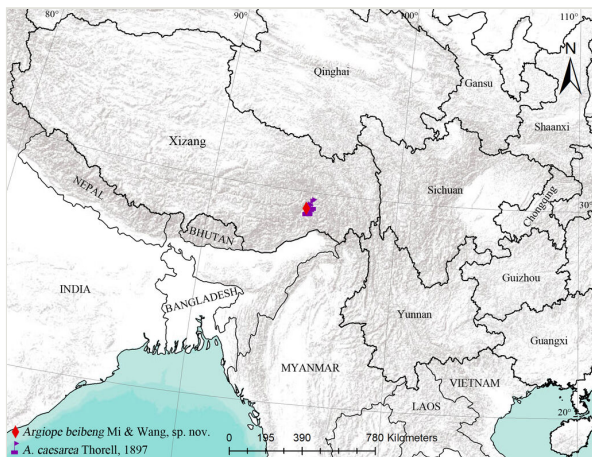 80°
90°
100°
110°
N
Qinghai
Gansu
Shaanxi
Xizang
Sichuan
Chongqing
30°
NEPAL
BHUTAN
INDIA
BANGLADESH
Guizhou
Yunnan
Guangxi
MYANMAR
VIETNAM
LAOS
20°
Argiope beibeng Mi & Wang, sp. nov.
A. caesarea Thorell, 1897
0 195 390 780 Kilometers